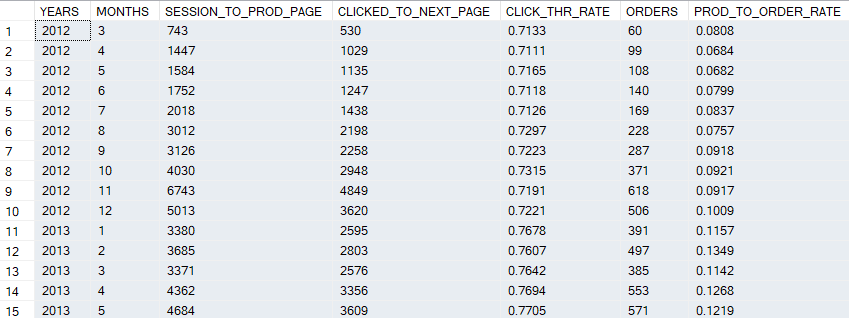 YEARS MONTHS SESSION_TO_PROD_PAGE CLICKED_TO_NEXT_PAGE CLICK_THR_RATE ORDERS PROD_TO_ORDER_RATE
1 2012 3 743 530 0.7133 60 0.0808
2 2012 4 1447 1029 0.7111 99 0.0684
3 2012 5 1584 1135 0.7165 108 0.0682
4 2012 6 1752 1247 0.7118 140 0.0799
5 2012 7 2018 1438 0.7126 169 0.0837
6 2012 8 3012 2198 0.7297 228 0.0757
7 2012 9 3126 2258 0.7223 287 0.0918
8 2012 10 4030 2948 0.7315 371 0.0921
9 2012 11 6743 4849 0.7191 618 0.0917
10 2012 12 5013 3620 0.7221 506 0.1009
11 2013 1 3380 2595 0.7678 391 0.1157
12 2013 2 3685 2803 0.7607 497 0.1349
13 2013 3 3371 2576 0.7642 385 0.1142
14 2013 4 4362 3356 0.7694 553 0.1268
15 2013 5 4684 3609 0.7705 571 0.1219